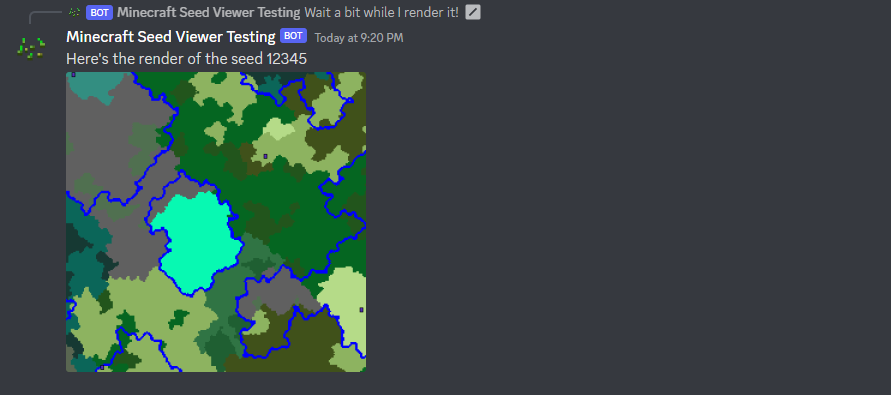 BOT Minecraft Seed Viewer Testing Wait a bit while I render it!
Minecraft Seed Viewer Testing BOT Today at 9:20 PM
Here's the render of the seed 12345